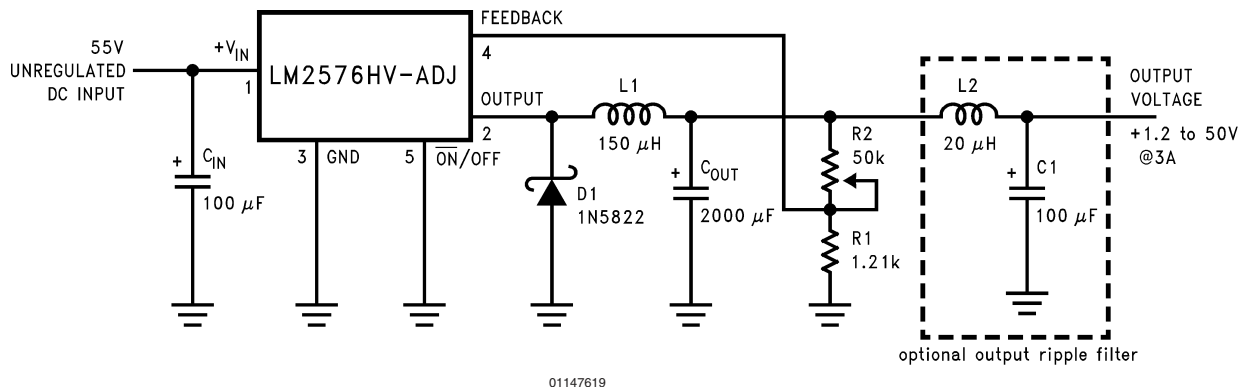 55V
UNREGULATED
DC INPUT
+VIN
1
LM2576HV-ADJ
FEEDBACK
4
OUTPUT
2
3 GND
5 ON/OFF
+ CIN
100 μF
D1
1N5822
L1
150 μH
+ COUT
2000 μF
R2
50k
R1
1.21k
L2
20 μH
+ C1
100 μF
OUTPUT
VOLTAGE
+1.2 to 50V
@3A
optional output ripple filter
01147619